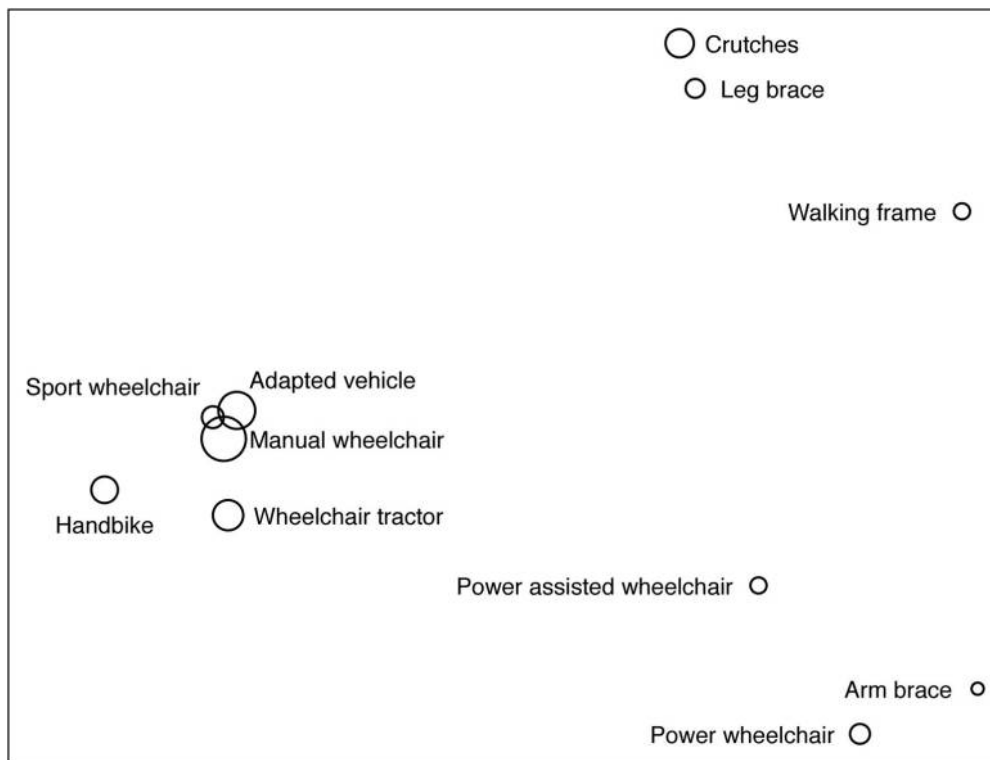 Crutches
Leg brace
Walking frame
Adapted vehicle
Sport wheelchair
Manual wheelchair
Handbike
Wheelchair tractor
Power assisted wheelchair
Arm brace
Power wheelchair